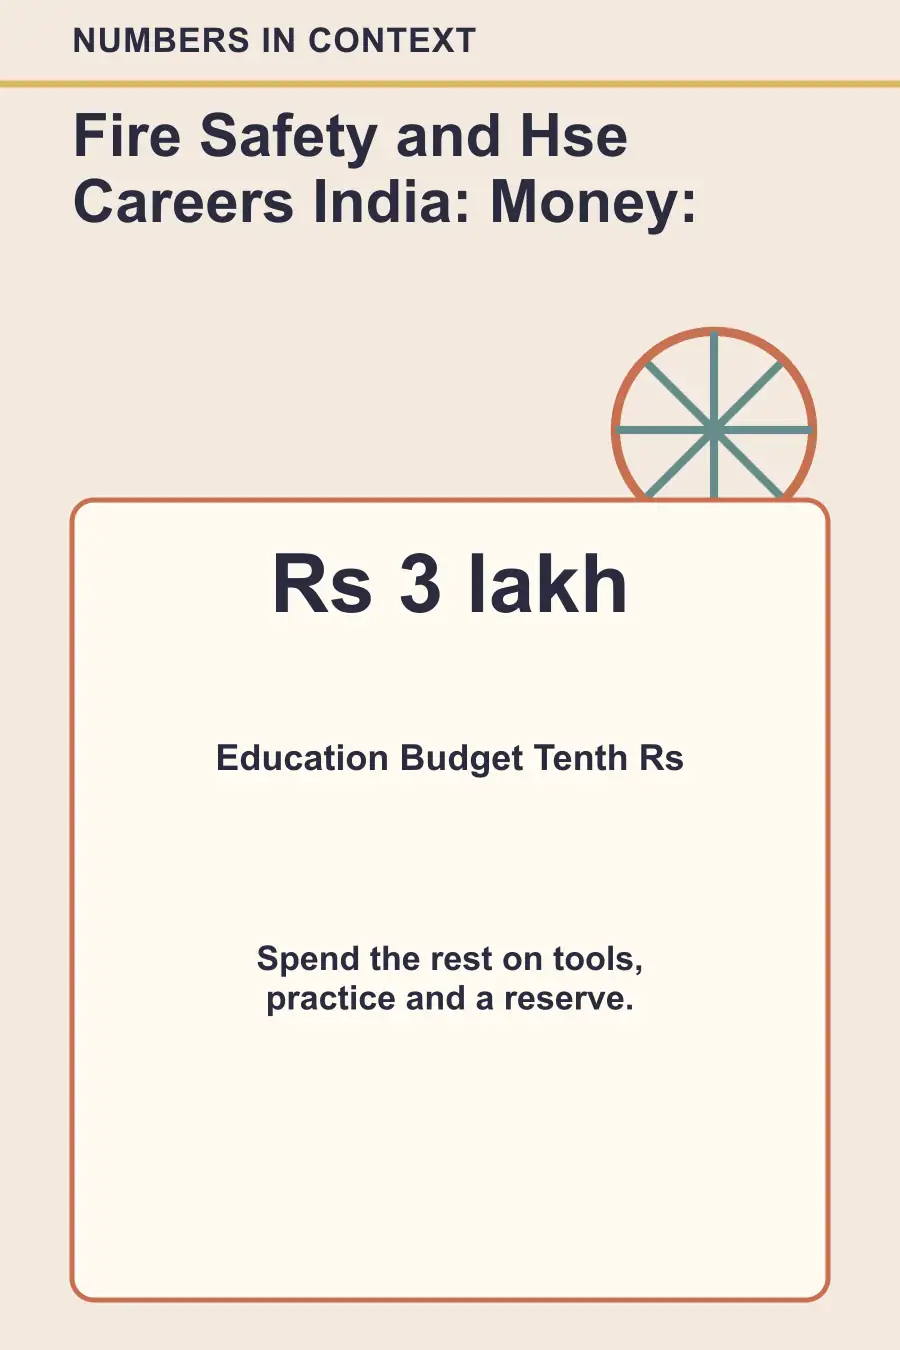 NUMBERS IN CONTEXT
Fire Safety and Hse
Careers India: Money:
Rs 3 lakh
Education Budget Tenth Rs
Spend the rest on tools,
practice and a reserve.